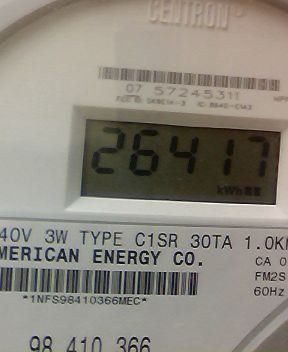 CENTRON
07 57245311
26417
kWh
40V 3W TYPE C1SR 30TA 1.0K
MERICAN ENERGY CO.
CA 0
FM2S
*1NFS98410366MEC*
60Hz
98 410 366